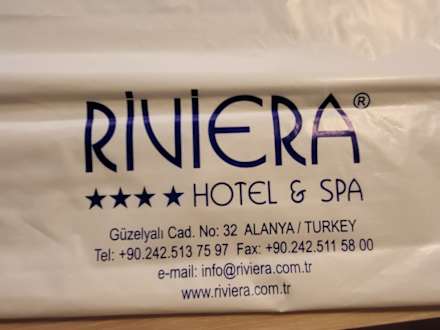 RiViERA®
★★★★ HOTEL & SPA
Güzelyalı Cad. No: 32 ALANYA / TURKEY
Tel: +90.242.513 75 97 Fax: +90.242.511 58 00
e-mail: info@riviera.com.tr
www.riviera.com.tr